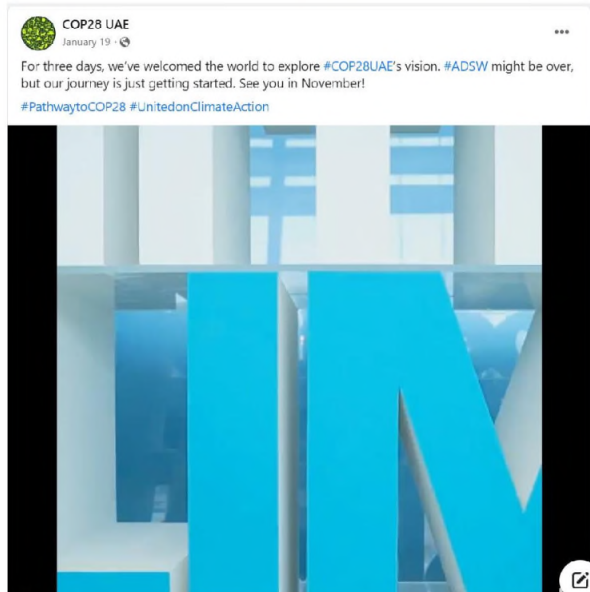 COP28 UAE
January 19
For three days, we've welcomed the world to explore #COP28UAE's vision. #ADSW might be over,
but our journey is just getting started. See you in November!
#PathwaytoCOP28 #UnitedonClimateAction